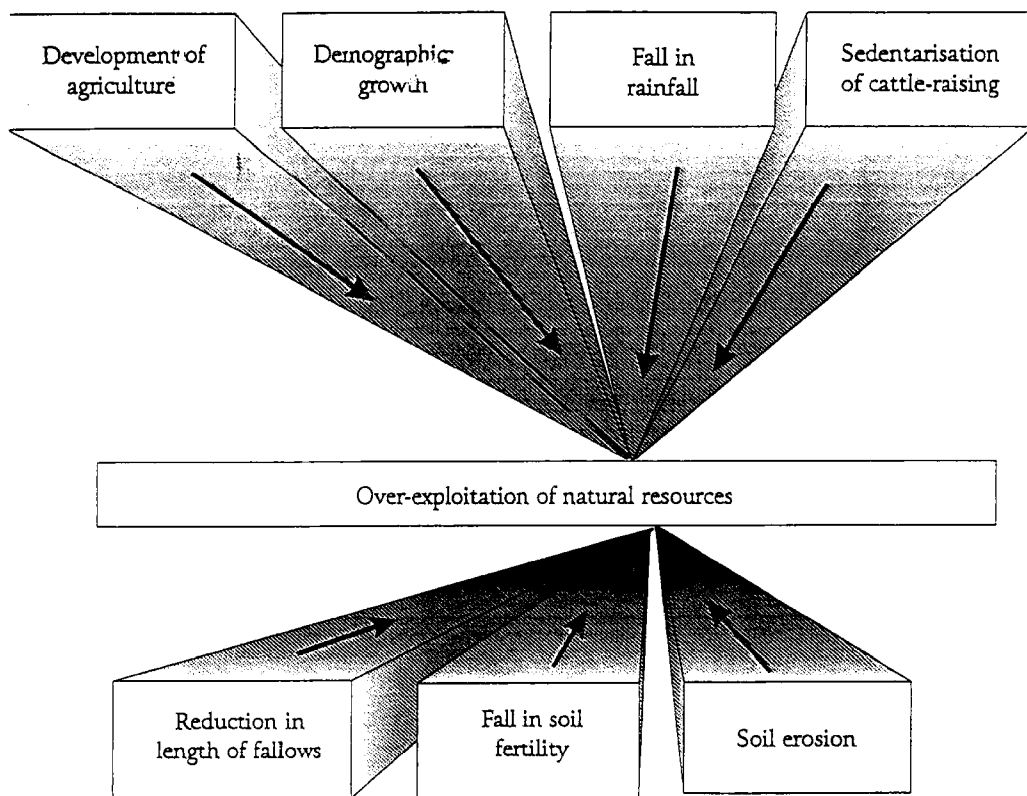 Development of
agriculture
Demographic
growth
Fall in
rainfall
Sedentarisation
of cattle-raising
Over-exploitation of natural resources
Reduction in
length of fallows
Fall in soil
fertility
Soil erosion